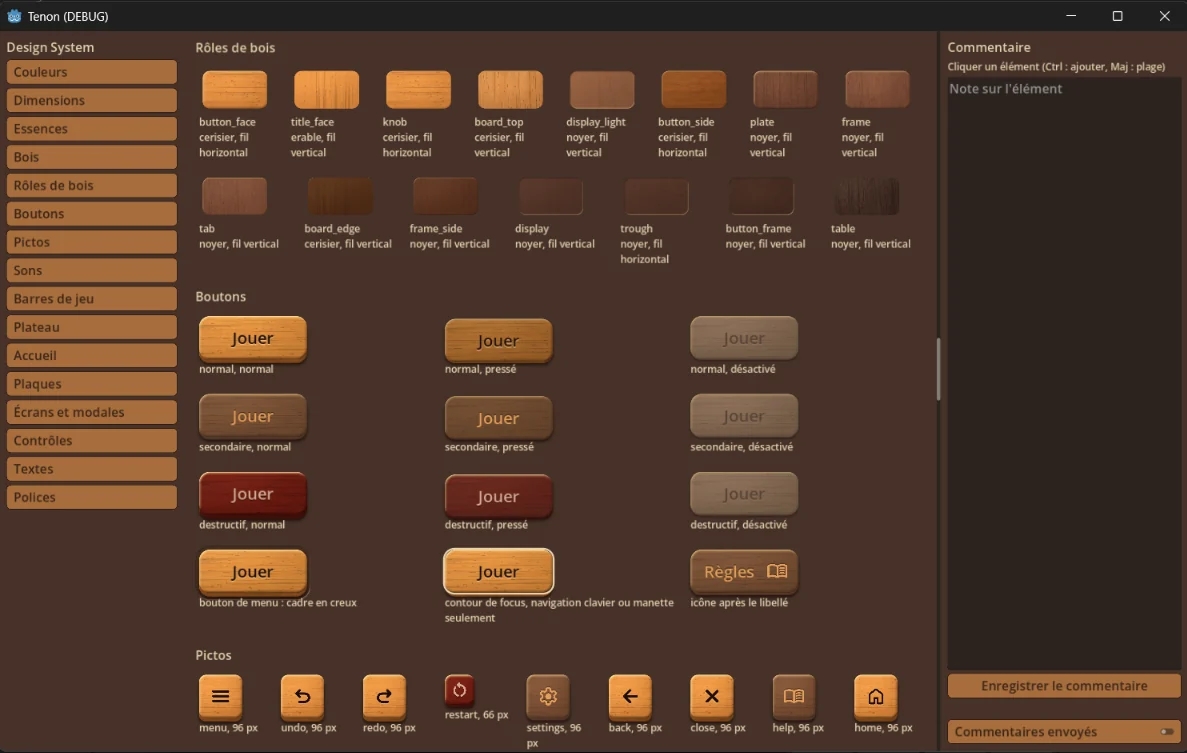 Tenon (DEBUG)
Design System
Couleurs
Dimensions
Essences
Bois
Rôles de bois
Boutons
Pictos
Sons
Barres de jeu
Plateau
Accueil
Plaques
Écrans et modales
Contrôles
Textes
Polices
Rôles de bois
button_face
cerisier, fil
horizontal
title_face
erable, fil
vertical
knob
cerisier, fil
horizontal
board_top
cerisier, fil
vertical
display_light
noyer, fil
vertical
button_side
cerisier, fil
horizontal
plate
noyer, fil
vertical
frame
noyer, fil
vertical
tab
noyer, fil vertical
board_edge
cerisier, fil vertical
frame_side
noyer, fil vertical
display
noyer, fil vertical
trough
noyer, fil
horizontal
button_frame
noyer, fil vertical
table
noyer, fil vertical
Boutons
Jouer
normal, normal
Jouer
normal, pressé
Jouer
normal, désactivé
Jouer
secondaire, normal
Jouer
secondaire, pressé
Jouer
secondaire, désactivé
Jouer
destructif, normal
Jouer
destructif, pressé
Jouer
destructif, désactivé
Jouer
bouton de menu : cadre en creux
Jouer
contour de focus, navigation clavier ou manette
seulement
Règles
icône après le libellé
Pictos
menu, 96 px
undo, 96 px
redo, 96 px
restart, 66 px
settings, 96
px
back, 96 px
close, 96 px
help, 96 px
home, 96 px
Commentaire
Cliquer un élément (Ctrl : ajouter, Maj : plage)
Note sur l'élément
Enregistrer le commentaire
Commentaires envoyés